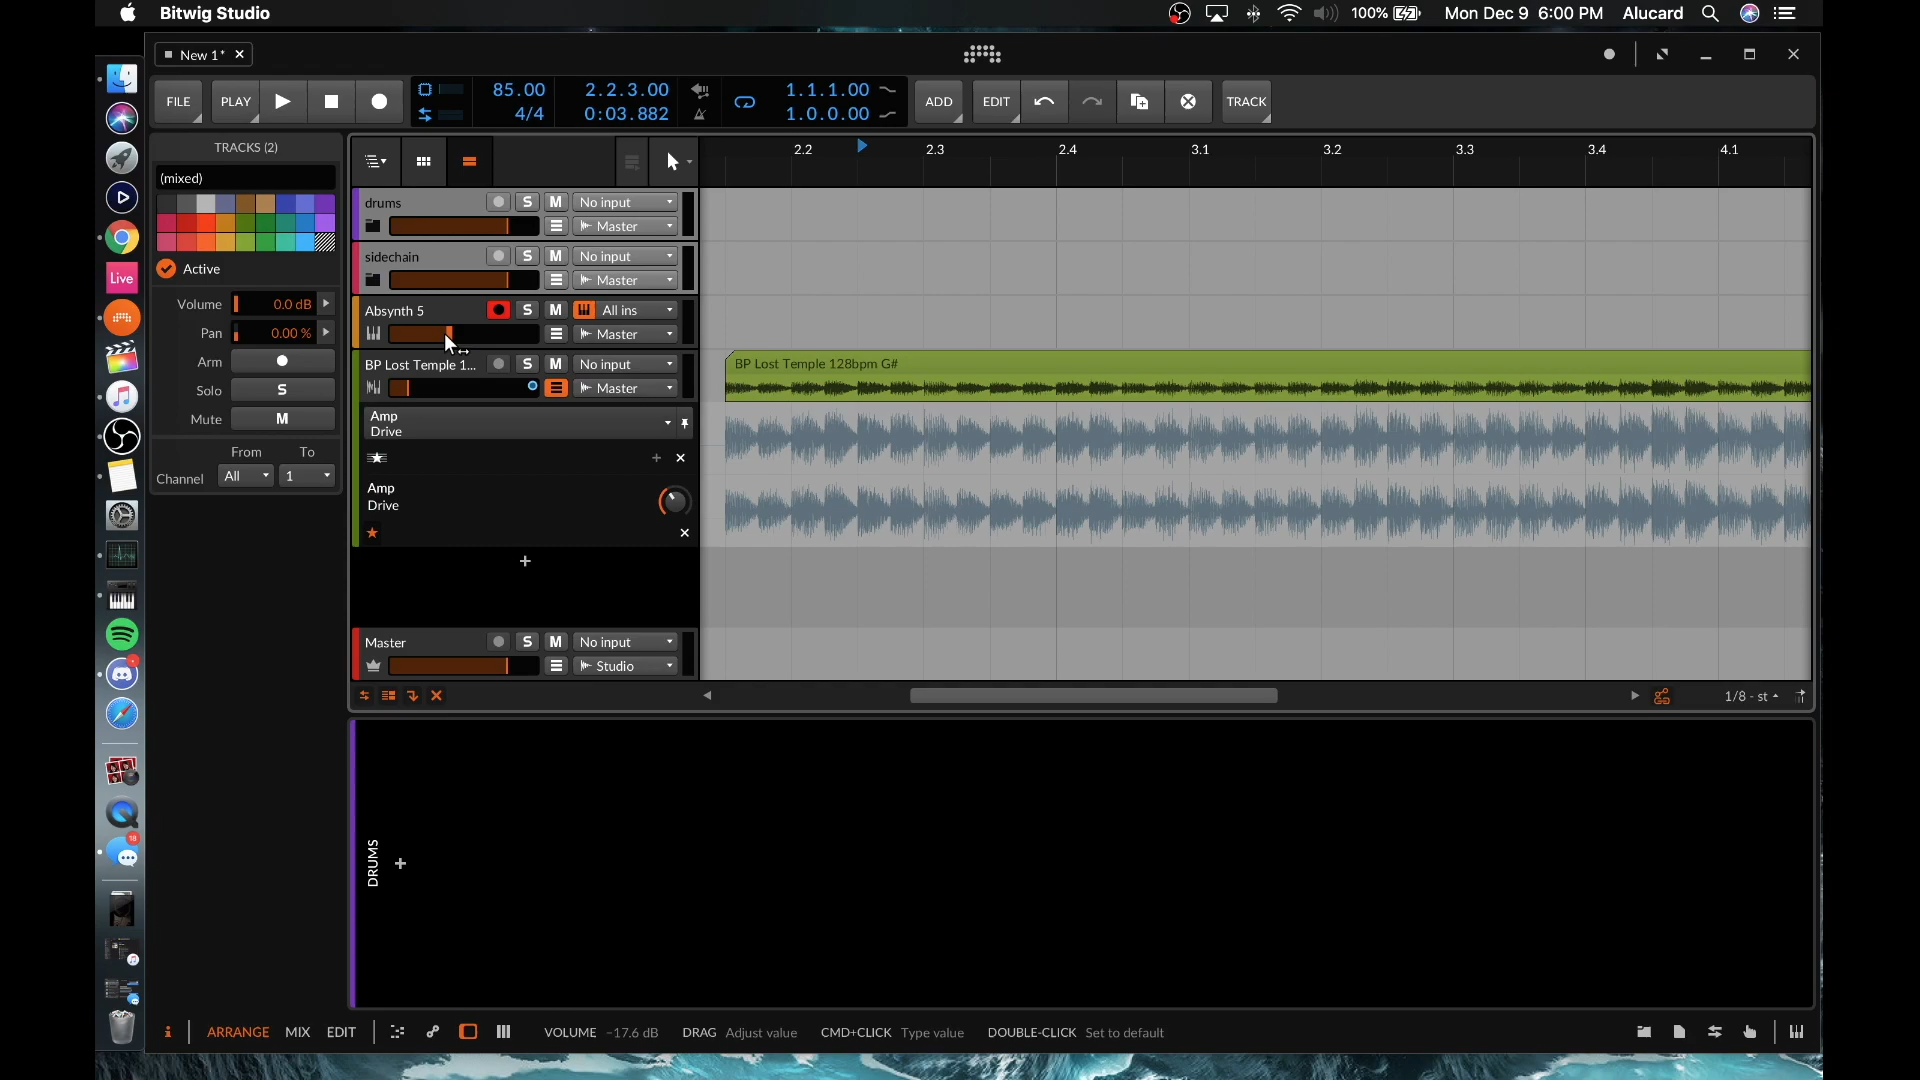 Bitwig Studio
100%
Mon Dec 9 6:00 PM
Alucard
New 1*
FILE
PLAY
85.00
4/4
2.2.3.00
0:03.882
1.1.1.00
1.0.0.00
ADD
EDIT
TRACK
TRACKS (2)
(mixed)
Active
Volume 0.0 dB
Pan 0.00 %
Arm
Solo S
Mute M
From To
Channel All 1
2.2 2.3 2.4 3.1 3.2 3.3 3.4 4.1
drums S M No input
Master
sidechain S M No input
Master
Absynth 5 S M All ins
Master
BP Lost Temple 1... S M No input
Master
BP Lost Temple 128bpm G#
Amp
Drive
Amp
Drive
Master S M No input
Studio
1/8 - st
DRUMS
Live
18
i
ARRANGE MIX EDIT
VOLUME -17.6 dB DRAG Adjust value CMD+CLICK Type value DOUBLE-CLICK Set to default